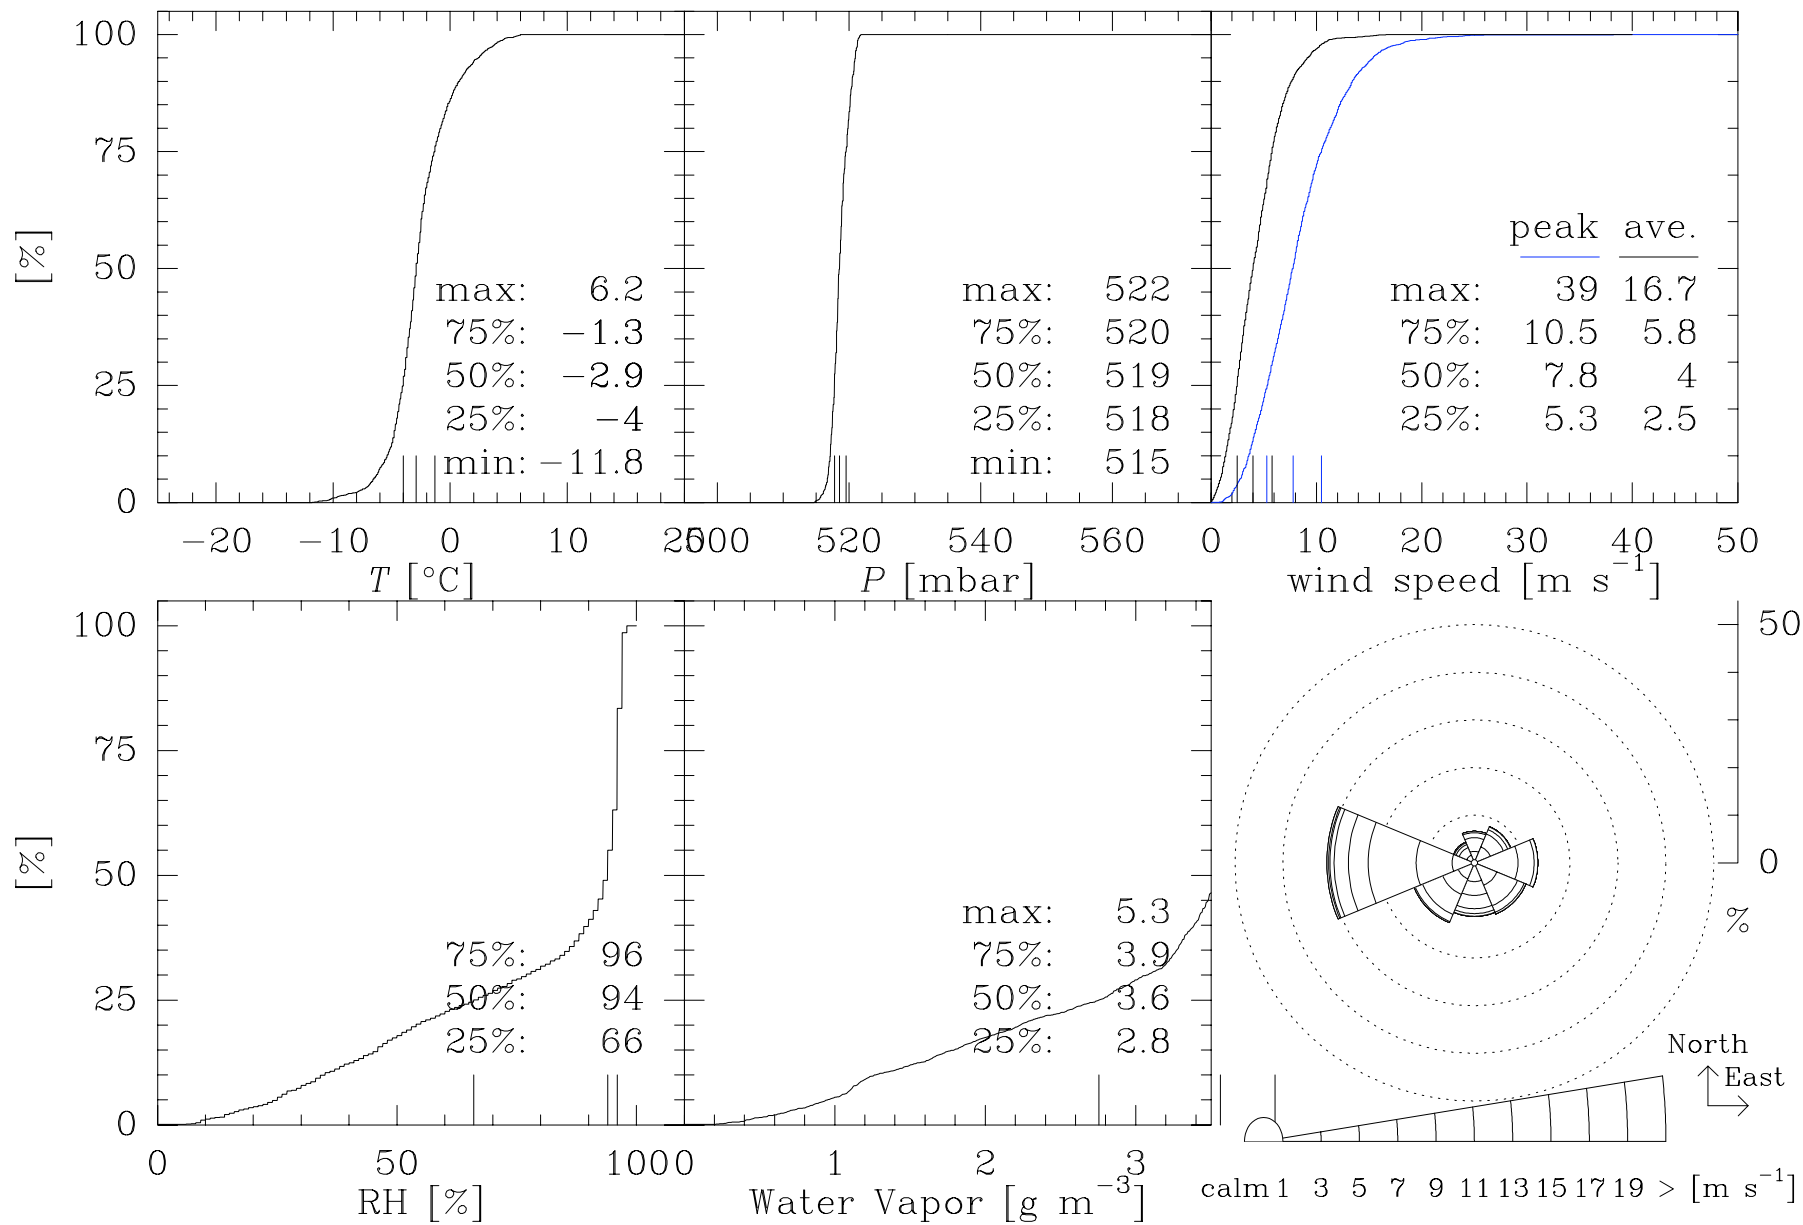 100
75
50
25
0
[%]
max: 6.2
75%: −1.3
50%: −2.9
25%: −4
min: −11.8
−20 −10 0 10 20
T [°C]
max: 522
75%: 520
50%: 519
25%: 518
min: 515
500 520 540 560
P [mbar]
peak ave.
max: 39 16.7
75%: 10.5 5.8
50%: 7.8 4
25%: 5.3 2.5
0 10 20 30 40 50
wind speed [m s−1]
100
75
50
25
0
[%]
75%: 96
50%: 94
25%: 66
0 50 100
RH [%]
max: 5.3
75%: 3.9
50%: 3.6
25%: 2.8
0 1 2 3
Water Vapor [g m−3]
50
0
%
North
East
calm 1 3 5 7 9 11 13 15 17 19 > [m s−1]